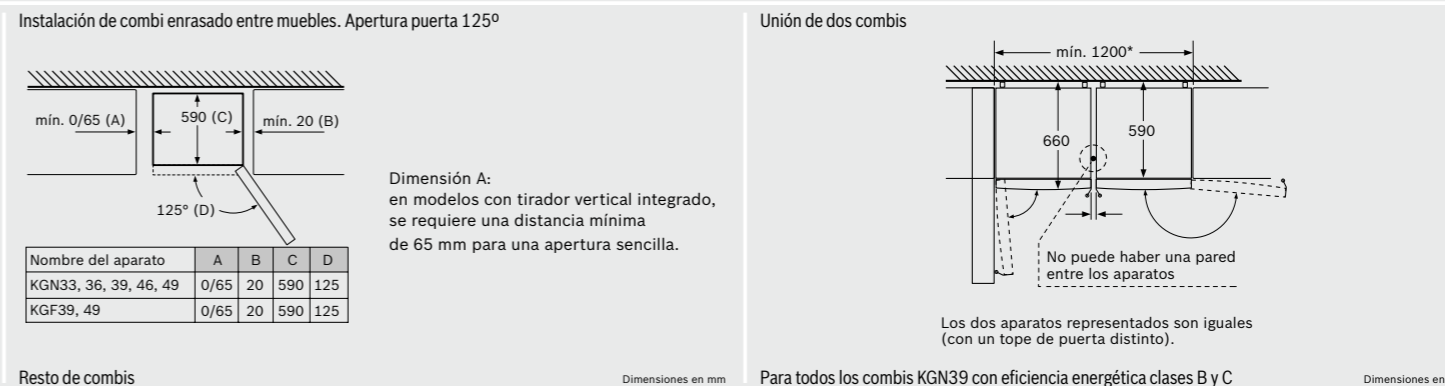 Instalación de combi enrasado entre muebles. Apertura puerta 125º
mín. 0/65 (A)
590 (C)
mín. 20 (B)
125° (D)
Dimensión A:
en modelos con tirador vertical integrado,
se requiere una distancia mínima
de 65 mm para una apertura sencilla.
Nombre del aparato A B C D
KGN33, 36, 39, 46, 49 0/65 20 590 125
KGF39, 49 0/65 20 590 125
Resto de combis
Dimensiones en mm
Unión de dos combis
mín. 1200*
660
590
No puede haber una pared
entre los aparatos
Los dos aparatos representados son iguales
(con un tope de puerta distinto).
Para todos los combis KGN39 con eficiencia energética clases B y C
Dimensiones en